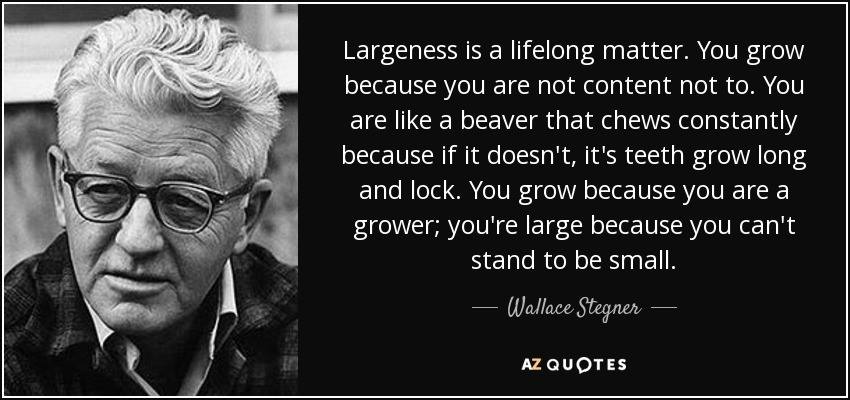 Largeness is a lifelong matter. You grow
because you are not content not to. You
are like a beaver that chews constantly
because if it doesn't, it's teeth grow long
and lock. You grow because you are a
grower; you're large because you can't
stand to be small.
Wallace Stegner
AZ QUOTES